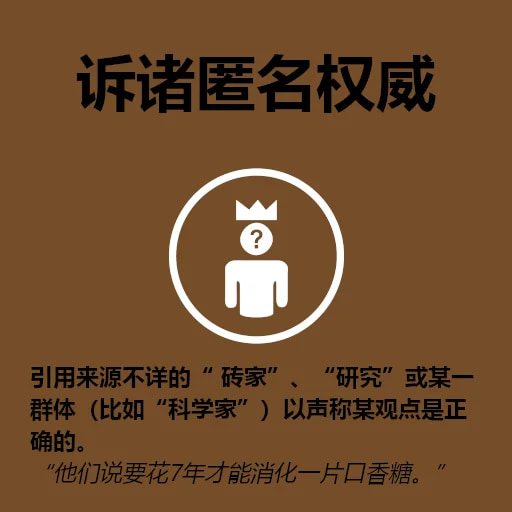 诉诸匿名权威
?
引用来源不详的“ 砖家”、“研究”或某一
群体（比如“科学家”）以声称某观点是正
确的。
“他们说要花7年才能消化一片口香糖。”